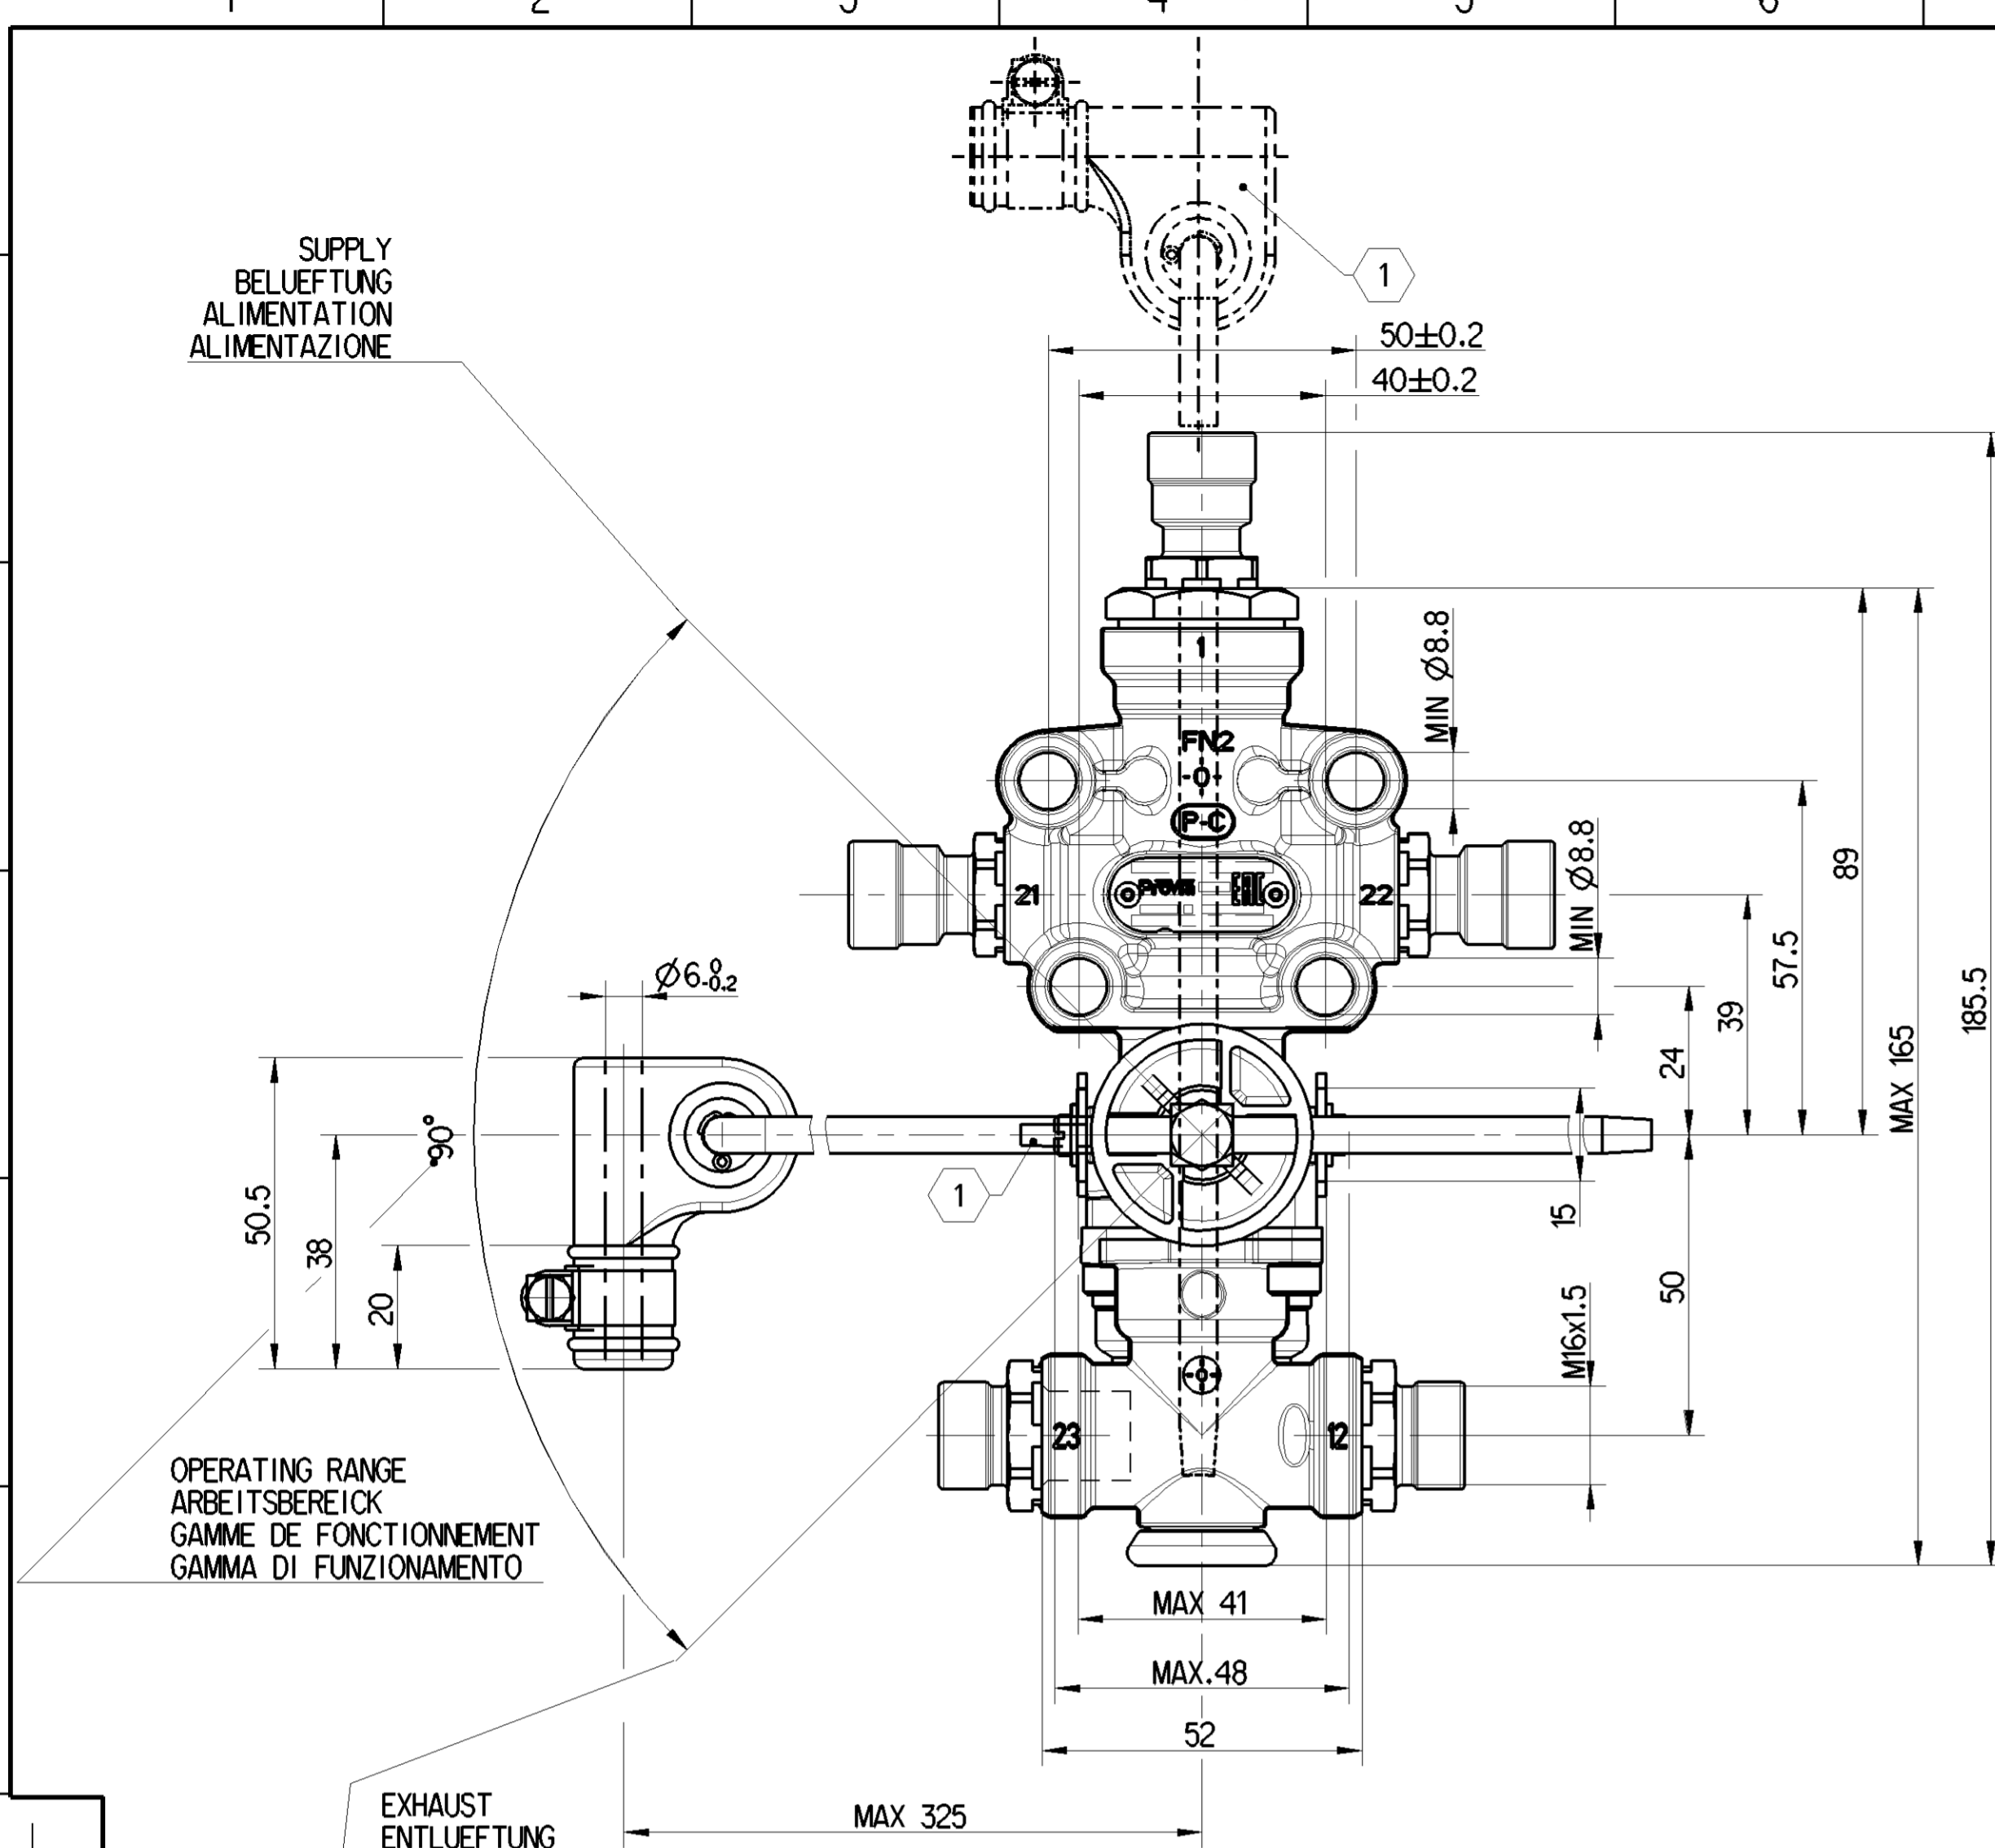 1 2 3 4 5 6
SUPPLY
BELUEFTUNG
ALIMENTATION
ALIMENTAZIONE
1
50±0.2
40±0.2
MIN Ø8.8
1
FN2
-0-
P-C
21
22
EAC
MIN Ø8.8
89
57.5
39
24
MAX 165
185.5
Ø6 0 -0.2
90°
50.5
38
20
1
15
50
M16x1.5
23
12
OPERATING RANGE
ARBEITSBEREICK
GAMME DE FONCTIONNEMENT
GAMMA DI FUNZIONAMENTO
MAX 41
MAX.48
52
MAX 325
EXHAUST
ENTLUEFTUNG